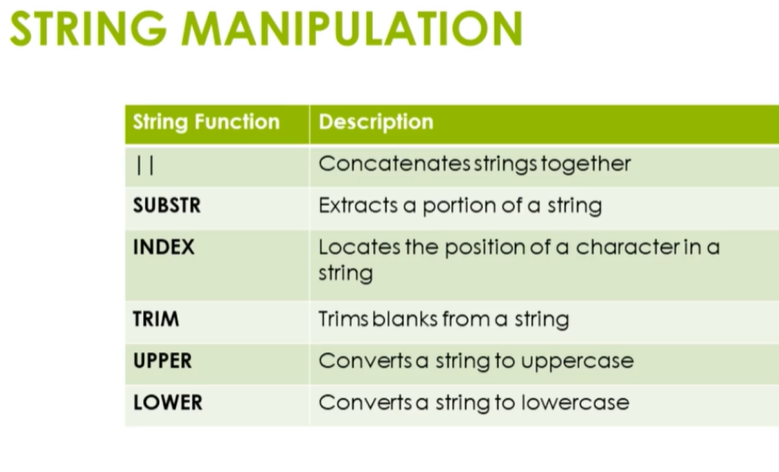 STRING MANIPULATION
String Function Description
|| Concatenates strings together
SUBSTR Extracts a portion of a string
INDEX Locates the position of a character in a
string
TRIM Trims blanks from a string
UPPER Converts a string to uppercase
LOWER Converts a string to lowercase